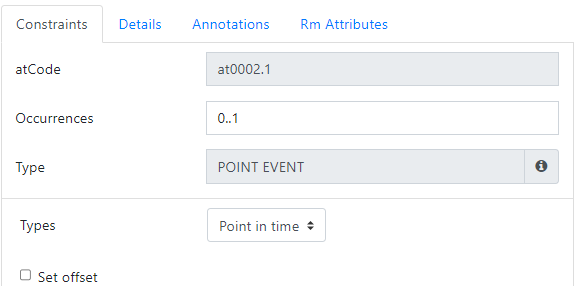 Constraints Details Annotations Rm Attributes
atCode at0002.1
Occurrences 0..1
Type POINT EVENT
Types Point in time
Set offset